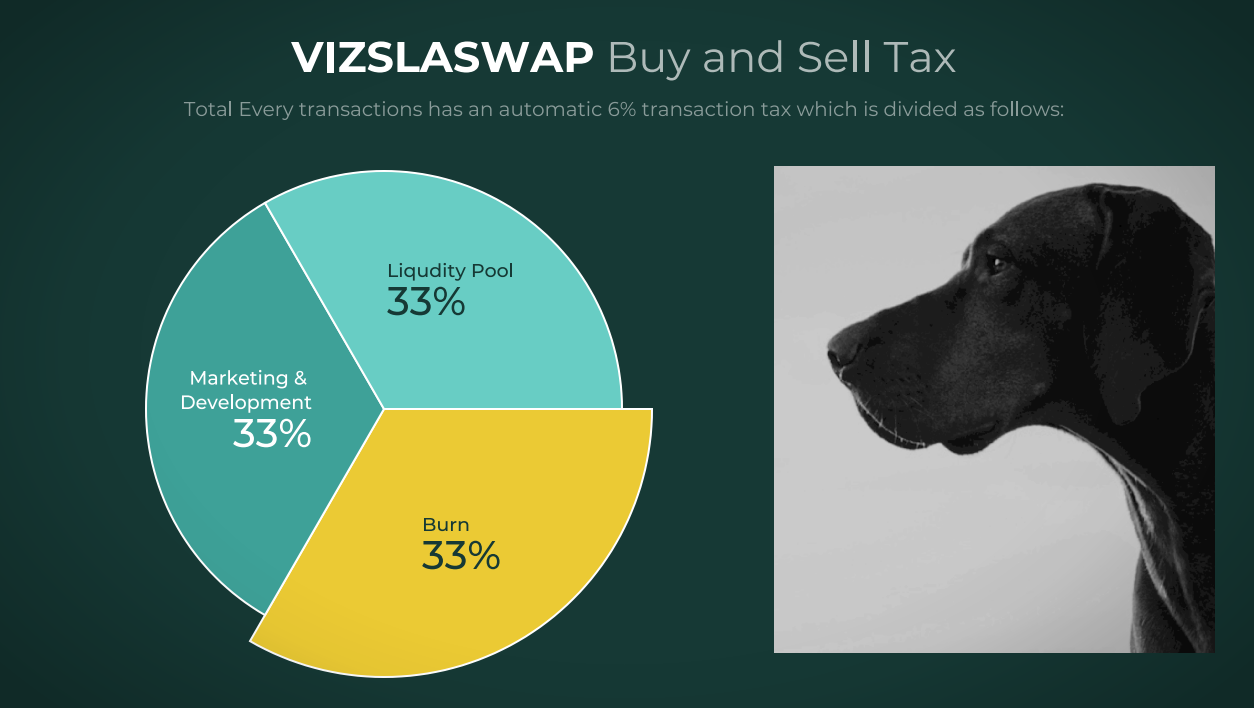 VIZSLASWAP Buy and Sell Tax
Total Every transactions has an automatic 6% transaction tax which is divided as follows:
Liqudity Pool
33%
Marketing &
Development
33%
Burn
33%